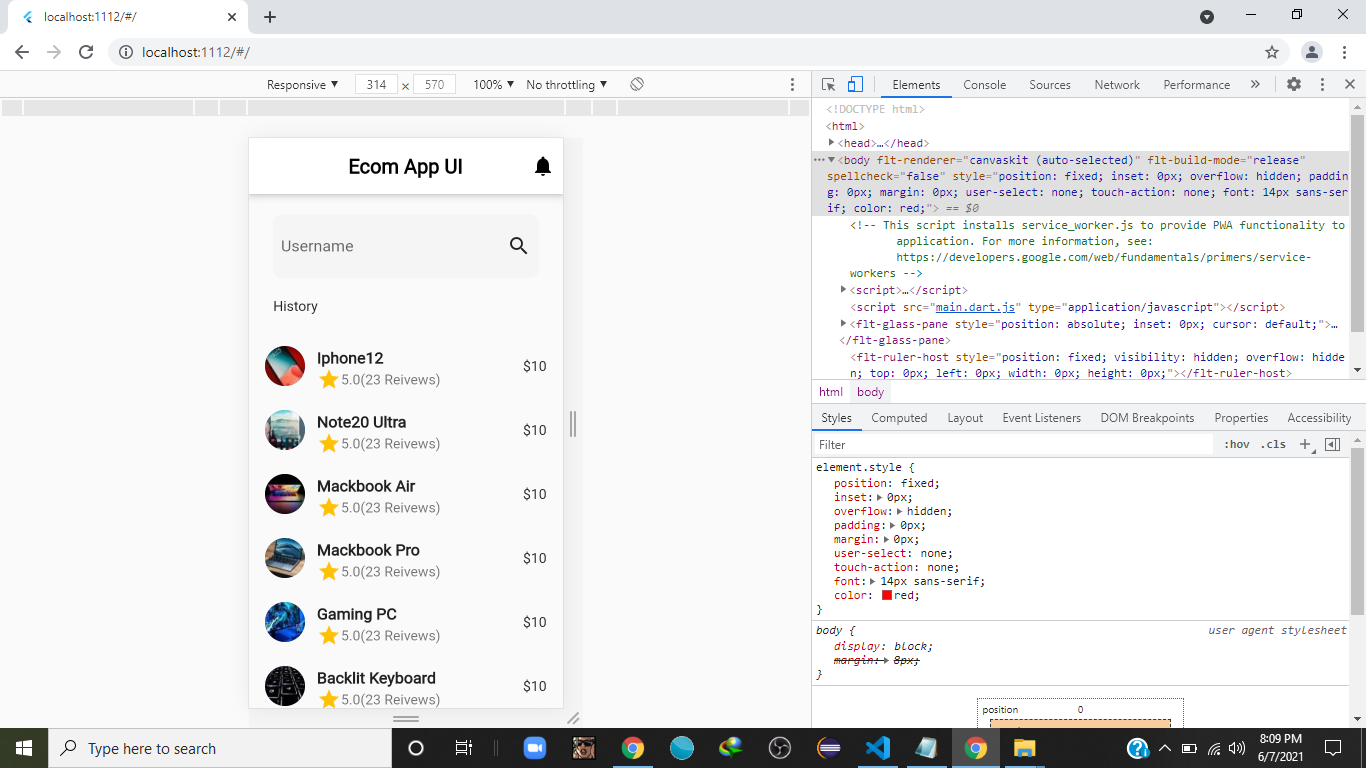 localhost:1112/#/
localhost:1112/#/
Responsive ▼ 314 × 570 100% ▼ No throttling ▼
Elements Console Sources Network Performance »
Ecom App UI
Username
History
Iphone12
5.0(23 Reivews)
$10
Note20 Ultra
5.0(23 Reivews)
$10
Mackbook Air
5.0(23 Reivews)
$10
Mackbook Pro
5.0(23 Reivews)
$10
Gaming PC
5.0(23 Reivews)
$10
Backlit Keyboard
5.0(23 Reivews)
$10
<!DOCTYPE html>
<html>
<head>…</head>
<body flt-renderer="canvaskit (auto-selected)" flt-build-mode="release"
spellcheck="false" style="position: fixed; inset: 0px; overflow: hidden; paddin
g: 0px; margin: 0px; user-select: none; touch-action: none; font: 14px sans-ser
if; color: red;"> == $0
<!-- This script installs service_worker.js to provide PWA functionality to
application. For more information, see:
https://developers.google.com/web/fundamentals/primers/service-
workers -->
<script>…</script>
<script src="main.dart.js" type="application/javascript"></script>
<flt-glass-pane style="position: absolute; inset: 0px; cursor: default;">…
</flt-glass-pane>
<flt-ruler-host style="position: fixed; visibility: hidden; overflow: hidde
n; top: 0px; left: 0px; width: 0px; height: 0px;"></flt-ruler-host>
html body
Styles Computed Layout Event Listeners DOM Breakpoints Properties Accessibility
Filter :hov .cls +
element.style {
position: fixed;
inset: 0px;
overflow: hidden;
padding: 0px;
margin: 0px;
user-select: none;
touch-action: none;
font: 14px sans-serif;
color: red;
}
body { user agent stylesheet
display: block;
margin: 8px;
}
position 0
Type here to search
8:09 PM
6/7/2021